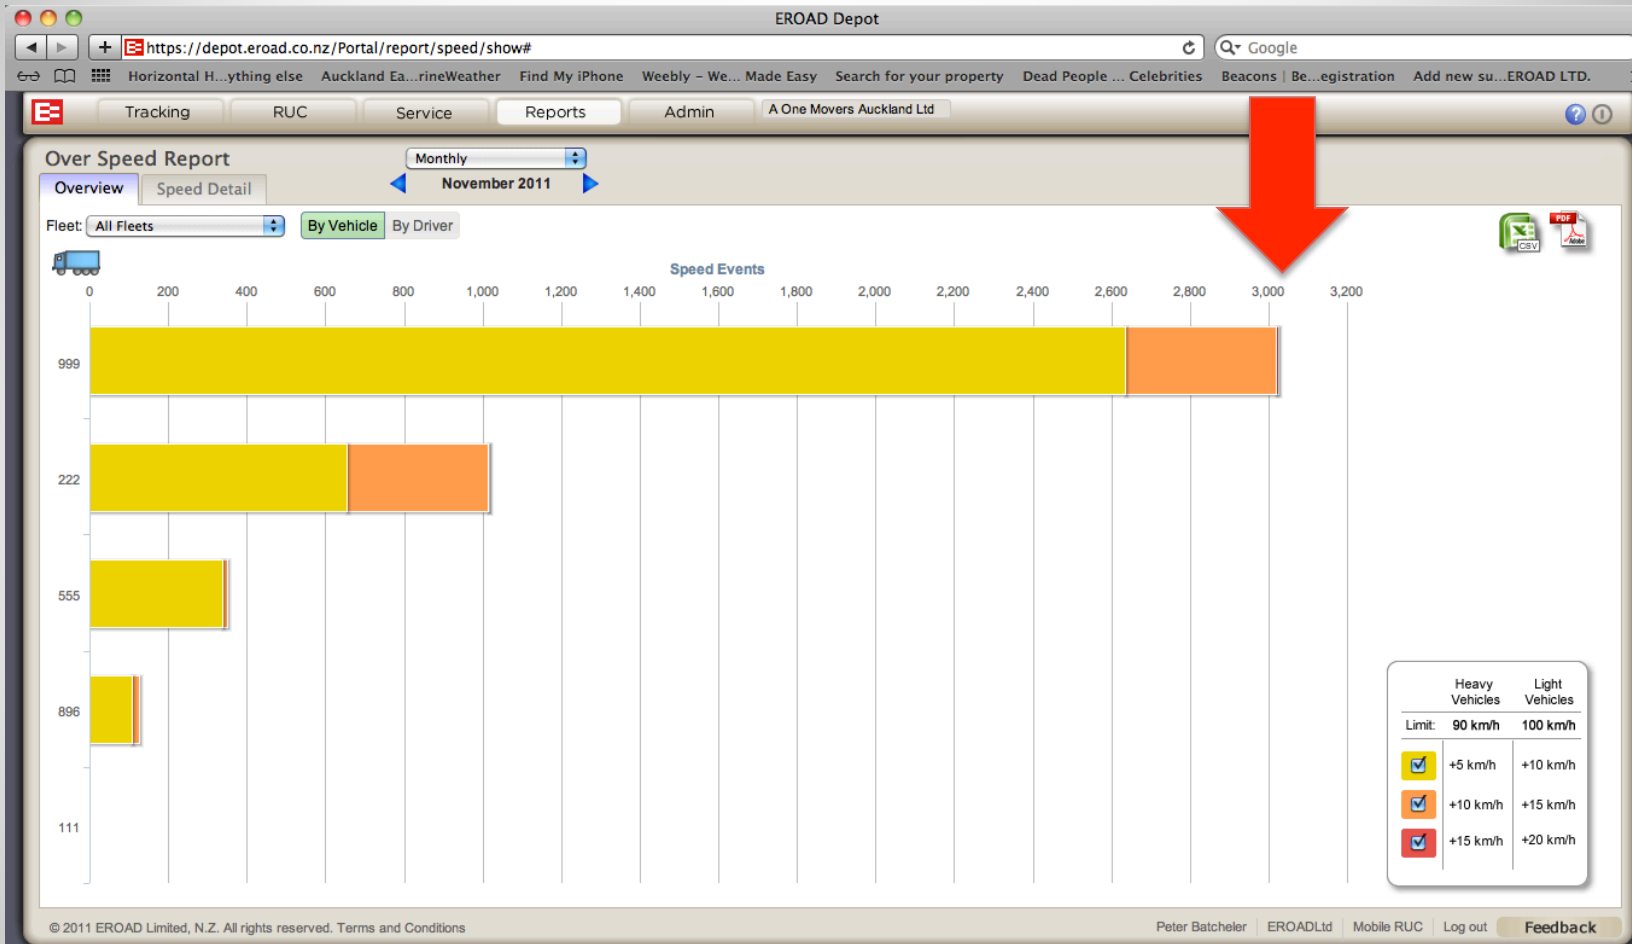 EROAD Depot
https://depot.eroad.co.nz/Portal/report/speed/show#
Google
Horizontal H...ything else Auckland Ea...rineWeather Find My iPhone Weebly – We... Made Easy Search for your property Dead People ... Celebrities Beacons | Be...egistration Add new su...EROAD LTD.
Tracking RUC Service Reports Admin A One Movers Auckland Ltd
Over Speed Report
Monthly
Overview Speed Detail
November 2011
Fleet: All Fleets By Vehicle By Driver
CSV
PDF
Adobe
Speed Events
0 200 400 600 800 1,000 1,200 1,400 1,600 1,800 2,000 2,200 2,400 2,600 2,800 3,000 3,200
999
222
555
896
111
Heavy Vehicles
Light Vehicles
Limit: 90 km/h 100 km/h
+5 km/h +10 km/h
+10 km/h +15 km/h
+15 km/h +20 km/h
© 2011 EROAD Limited, N.Z. All rights reserved. Terms and Conditions
Peter Batcheler EROADLtd Mobile RUC Log out Feedback